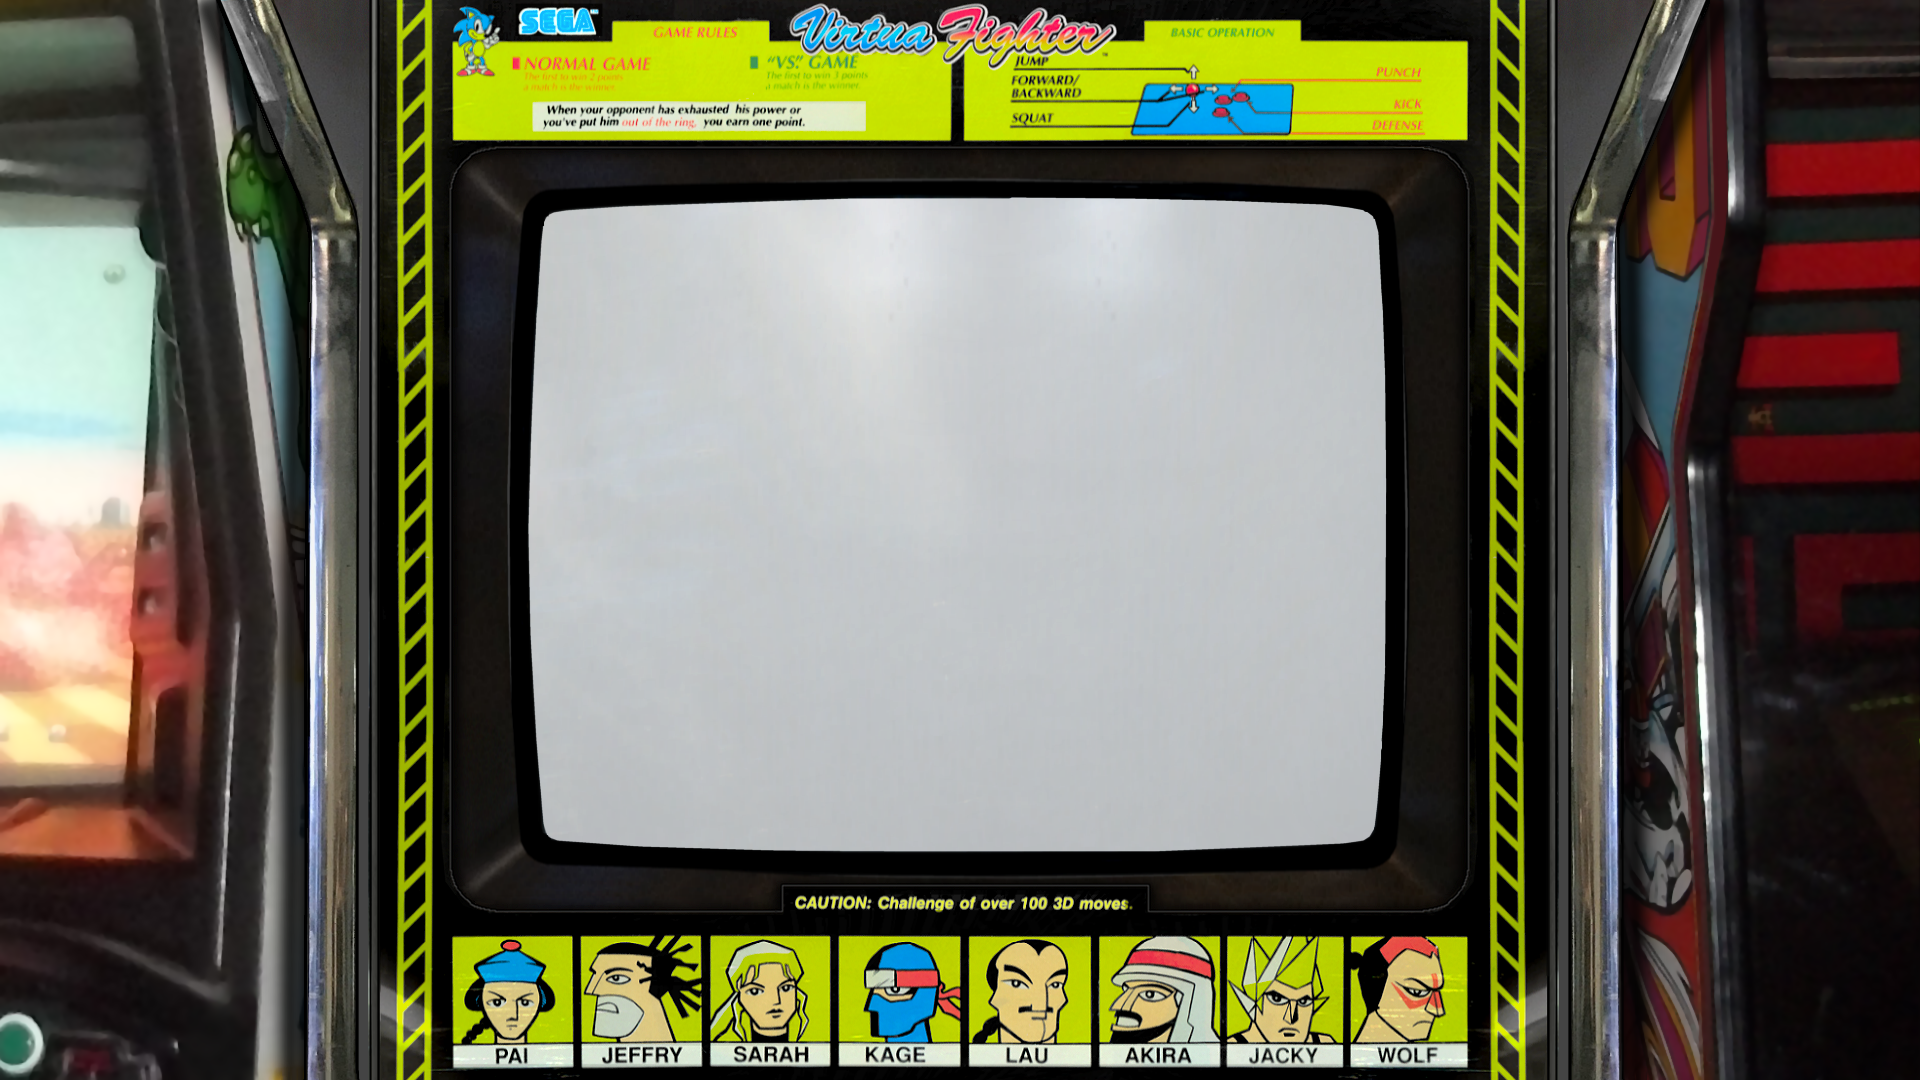 SEGA
GAME RULES
Virtua Fighter
BASIC OPERATION
NORMAL GAME
The first to win 2 points
a match is the winner.
"VS." GAME
The first to win 3 points
a match is the winner.
When your opponent has exhausted his power or
you've put him out of the ring, you earn one point.
JUMP
FORWARD/
BACKWARD
SQUAT
PUNCH
KICK
DEFENSE
CAUTION: Challenge of over 100 3D moves.
PAI
JEFFRY
SARAH
KAGE
LAU
AKIRA
JACKY
WOLF